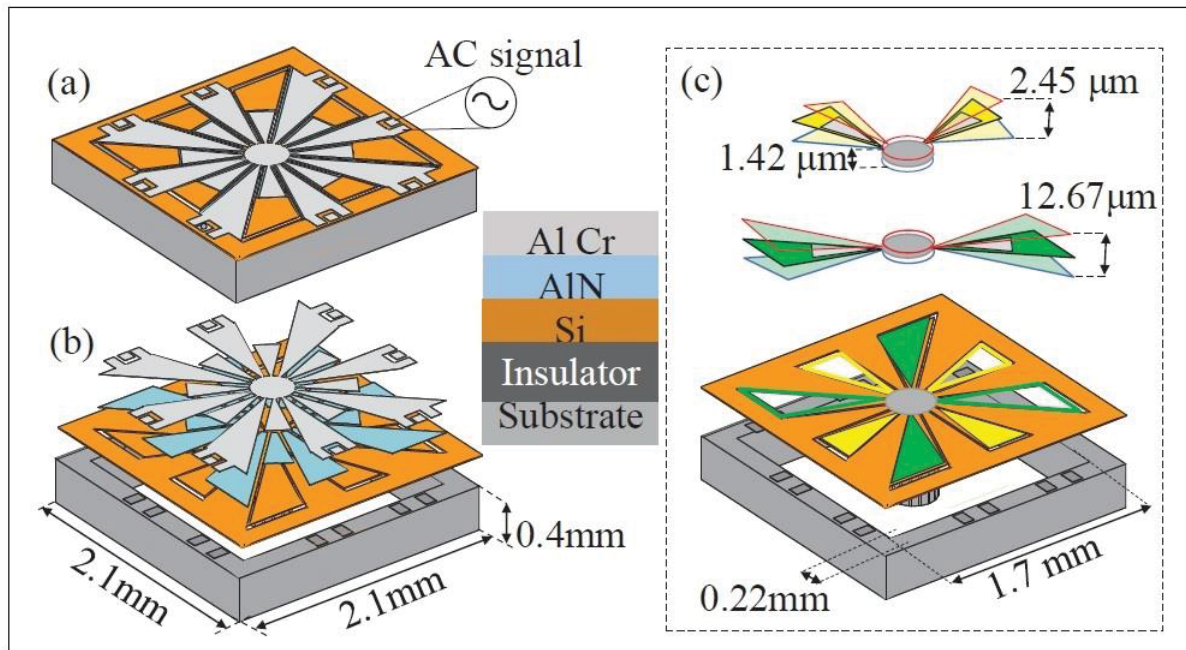 (a)
AC signal
(b)
2.1mm
2.1mm
0.4mm
Al Cr
AlN
Si
Insulator
Substrate
(c)
2.45 μm
1.42 μm
12.67μm
0.22mm
1.7 mm